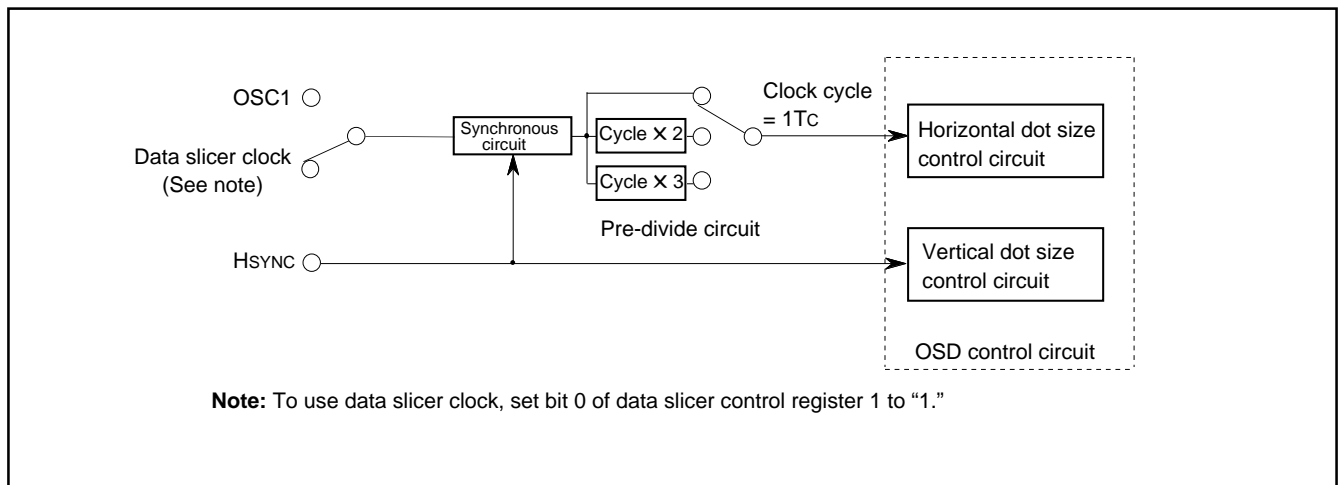 OSC1
Data slicer clock
(See note)
HSYNC
Synchronous
circuit
Cycle × 2
Cycle × 3
Pre-divide circuit
Clock cycle
= 1TC
Horizontal dot size
control circuit
Vertical dot size
control circuit
OSD control circuit
Note: To use data slicer clock, set bit 0 of data slicer control register 1 to “1.”